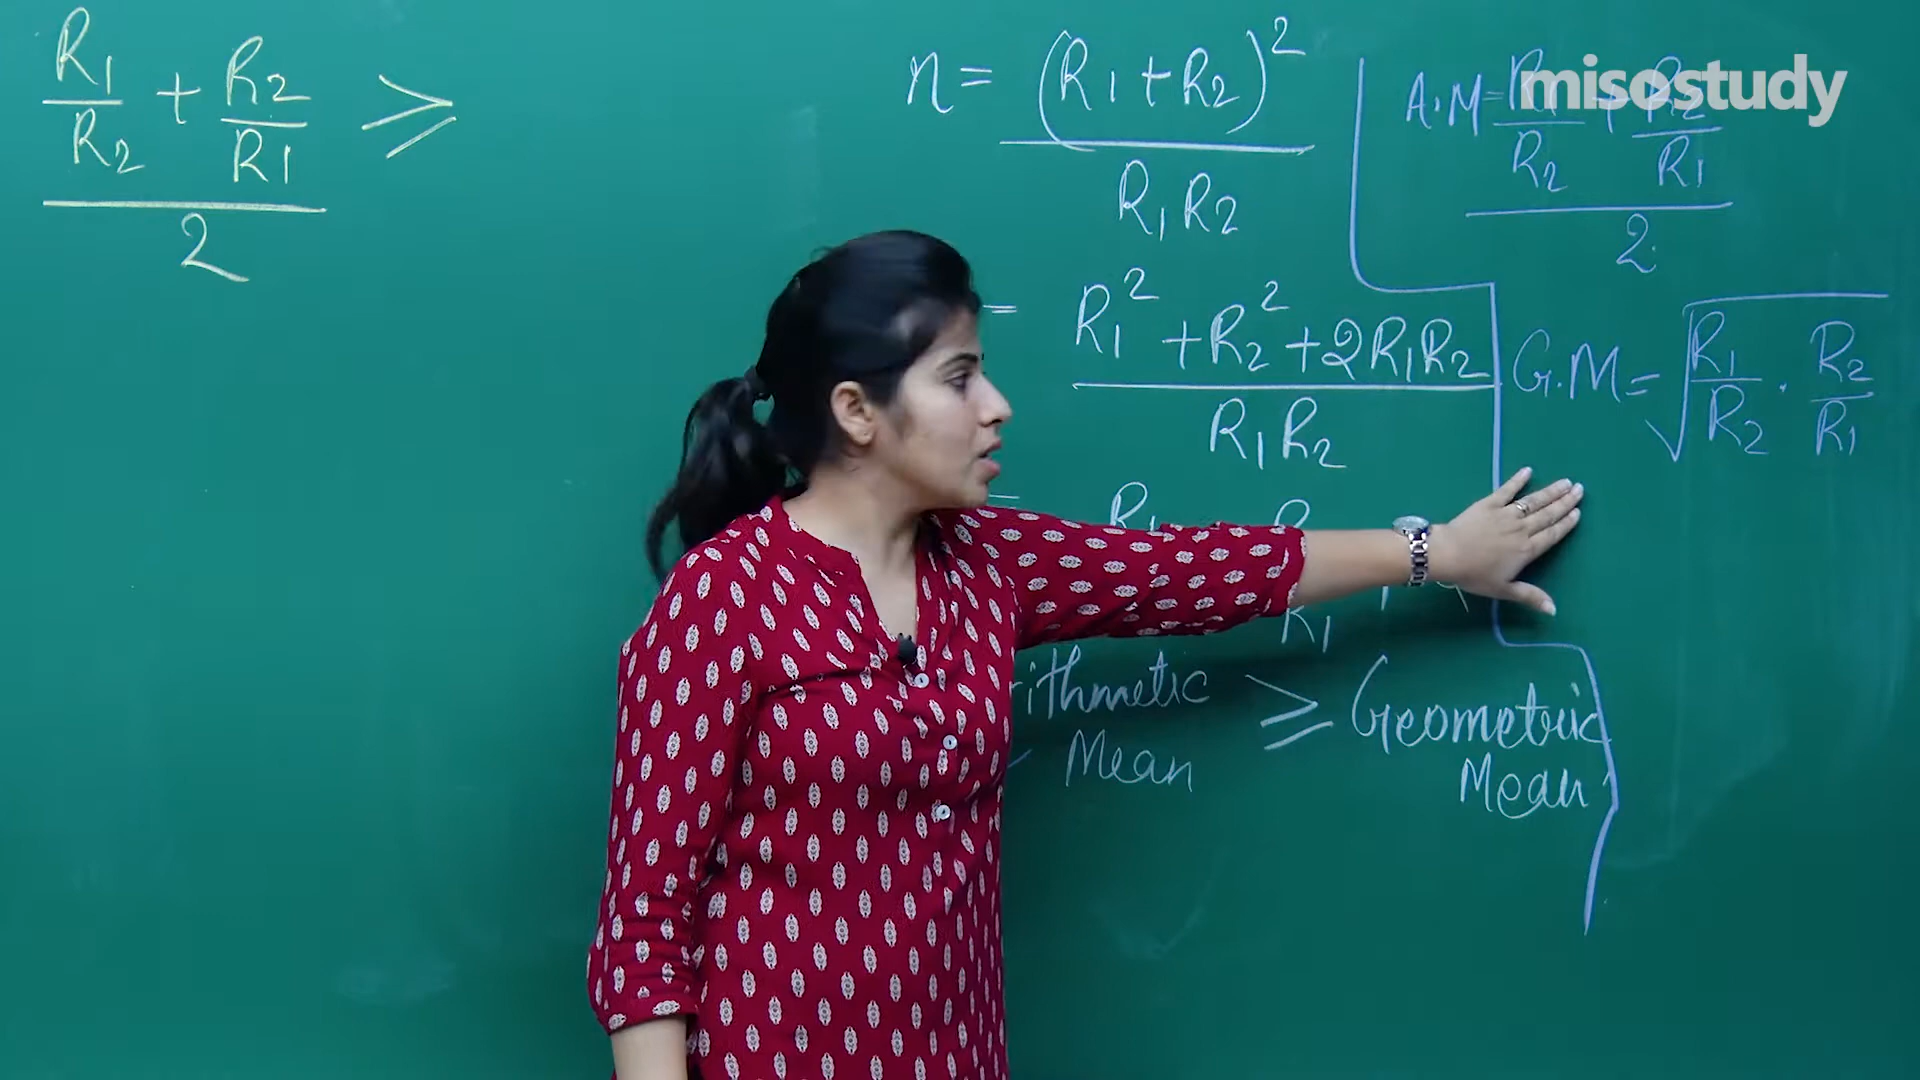 R₁/R₂ + R₂/R₁ ≥
2
n = (R₁+R₂)²
R₁R₂
= R₁² + R₂² + 2R₁R₂
R₁R₂
R₁
≥ Geometric
Mean
Mean
misostudy
A.M = R₁/R₂ + R₂/R₁
2
G.M = √R₁/R₂ · R₂/R₁